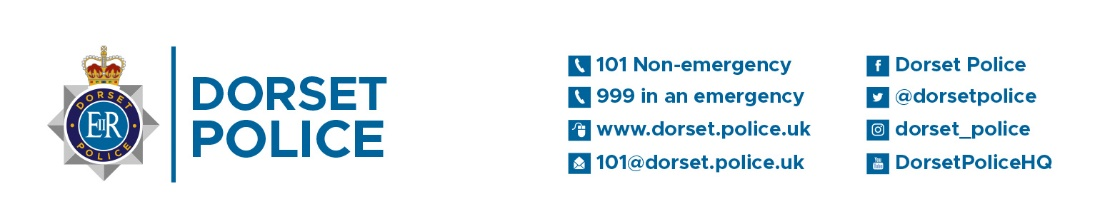 DORSET
EIIR
POLICE
DORSET
POLICE
101 Non-emergency
999 in an emergency
www.dorset.police.uk
101@dorset.police.uk
Dorset Police
@dorsetpolice
dorset_police
DorsetPoliceHQ